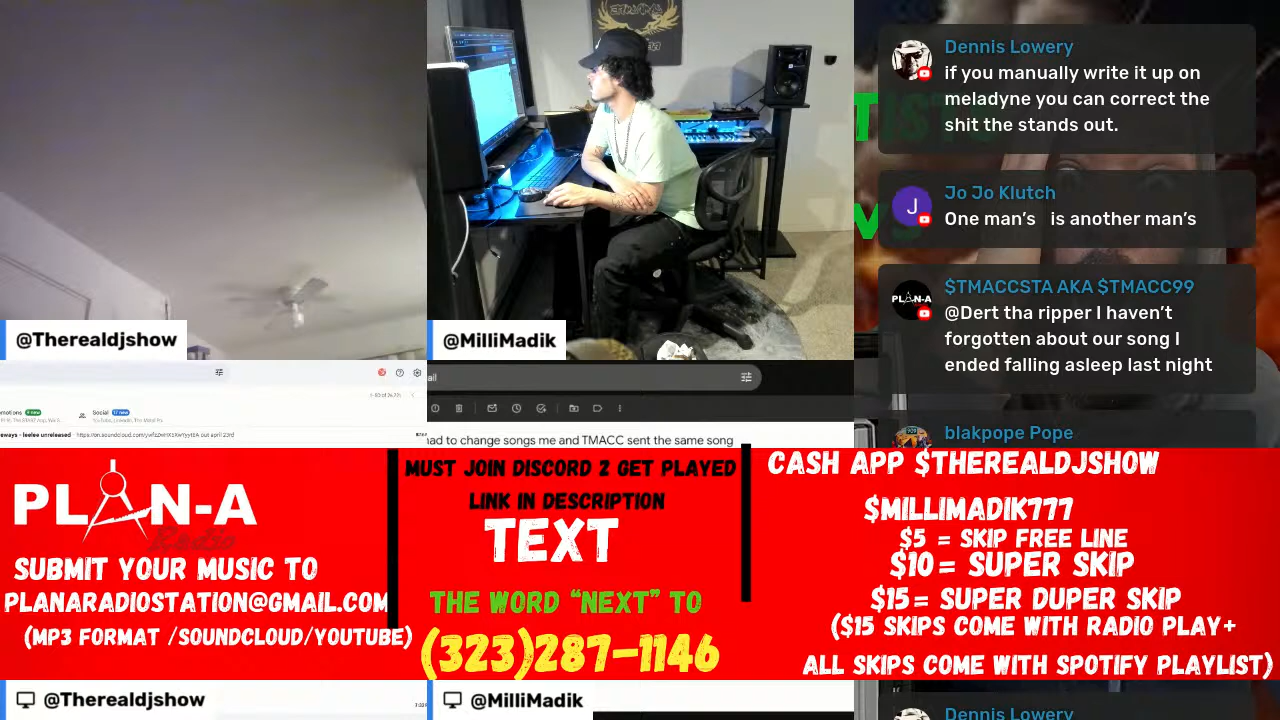 @Therealdjshow
@MilliMadik
Dennis Lowery
if you manually write it up on
meladyne you can correct the
shit the stands out.
Jo Jo Klutch
J
One man's is another man's
$TMACCSTA AKA $TMACC99
PLAN-A
@Dert tha ripper I haven't
forgotten about our song I
ended falling asleep last night
blakpope Pope
Social
ail
had to change songs me and TMACC sent the same song
PLAN-A
Radio
SUBMIT YOUR MUSIC TO
PLANARADIOSTATION@GMAIL.COM
(MP3 FORMAT /SOUNDCLOUD/YOUTUBE)
MUST JOIN DISCORD 2 GET PLAYED
LINK IN DESCRIPTION
TEXT
THE WORD “NEXT” TO
(323)287-1146
CASH APP $THEREALDJSHOW
$MILLIMADIK777
$5 = SKIP FREE LINE
$10 = SUPER SKIP
$15 = SUPER DUPER SKIP
($15 SKIPS COME WITH RADIO PLAY+
ALL SKIPS COME WITH SPOTIFY PLAYLIST)
@Therealdjshow
@MilliMadik
Dennis Lowery